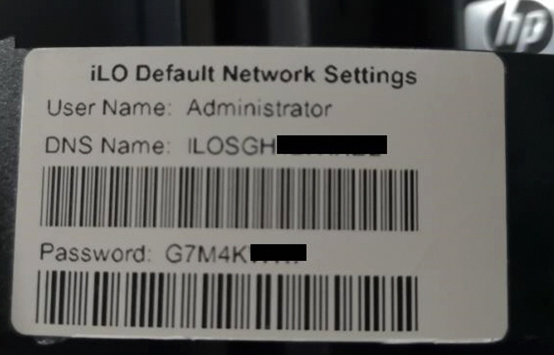 hp
iLO Default Network Settings
User Name: Administrator
DNS Name: ILOSGH
Password: G7M4K